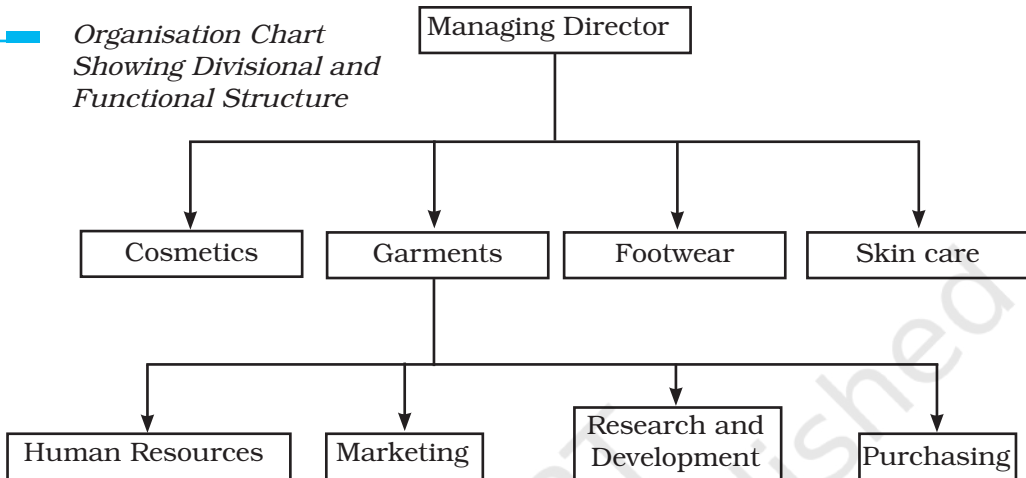 Organisation Chart
Showing Divisional and
Functional Structure
Managing Director
Cosmetics
Garments
Footwear
Skin care
Human Resources
Marketing
Research and
Development
Purchasing